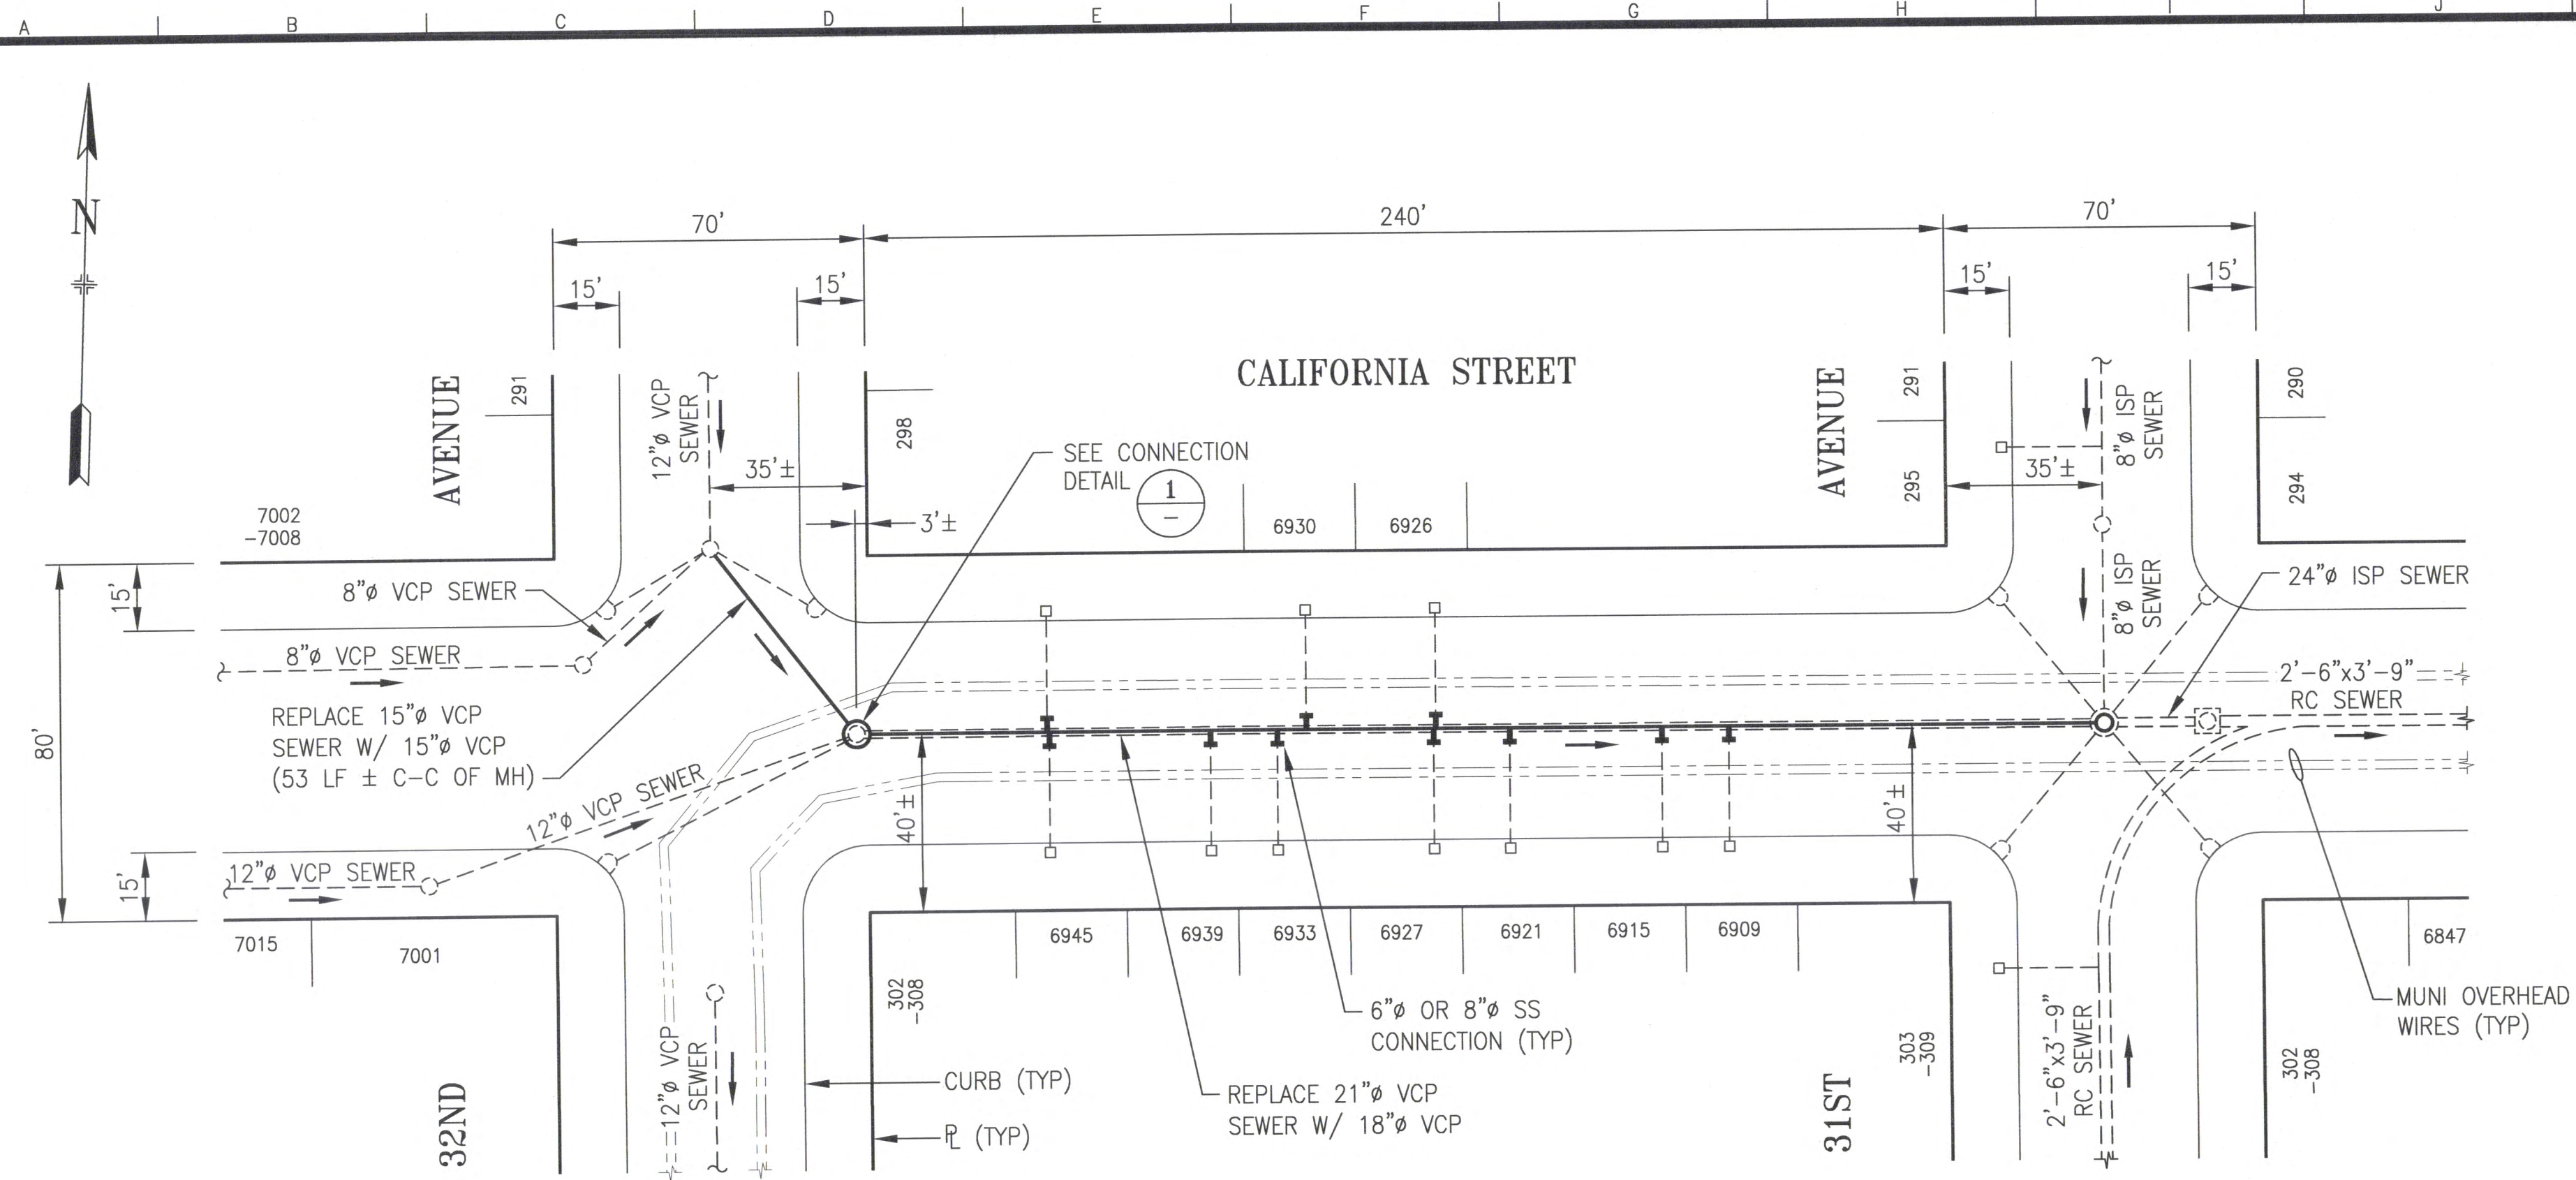 A B C D E F G H J
N
70' 240' 70'
15' 15' 15' 15'
CALIFORNIA STREET
AVENUE
291
12"ø VCP
SEWER
298
35'±
3'±
SEE CONNECTION
DETAIL
1
–
6930 6926
AVENUE
291
295
35'±
8"ø ISP
SEWER
290
294
7002
-7008
8"ø VCP SEWER
8"ø ISP
SEWER
24"ø ISP SEWER
15'
8"ø VCP SEWER
2'-6"x3'-9"
RC SEWER
REPLACE 15"ø VCP
SEWER W/ 15"ø VCP
(53 LF ± C-C OF MH)
80'
12"ø VCP SEWER
40'±
40'±
15'
12"ø VCP SEWER
7015 7001
6945 6939 6933 6927 6921 6915 6909
6847
302
-308
6"ø OR 8"ø SS
CONNECTION (TYP)
MUNI OVERHEAD
WIRES (TYP)
12"ø VCP
SEWER
303
-309
2'-6"x3'-9"
RC SEWER
302
-308
CURB (TYP)
REPLACE 21"ø VCP
SEWER W/ 18"ø VCP
32ND
PL (TYP)
31ST